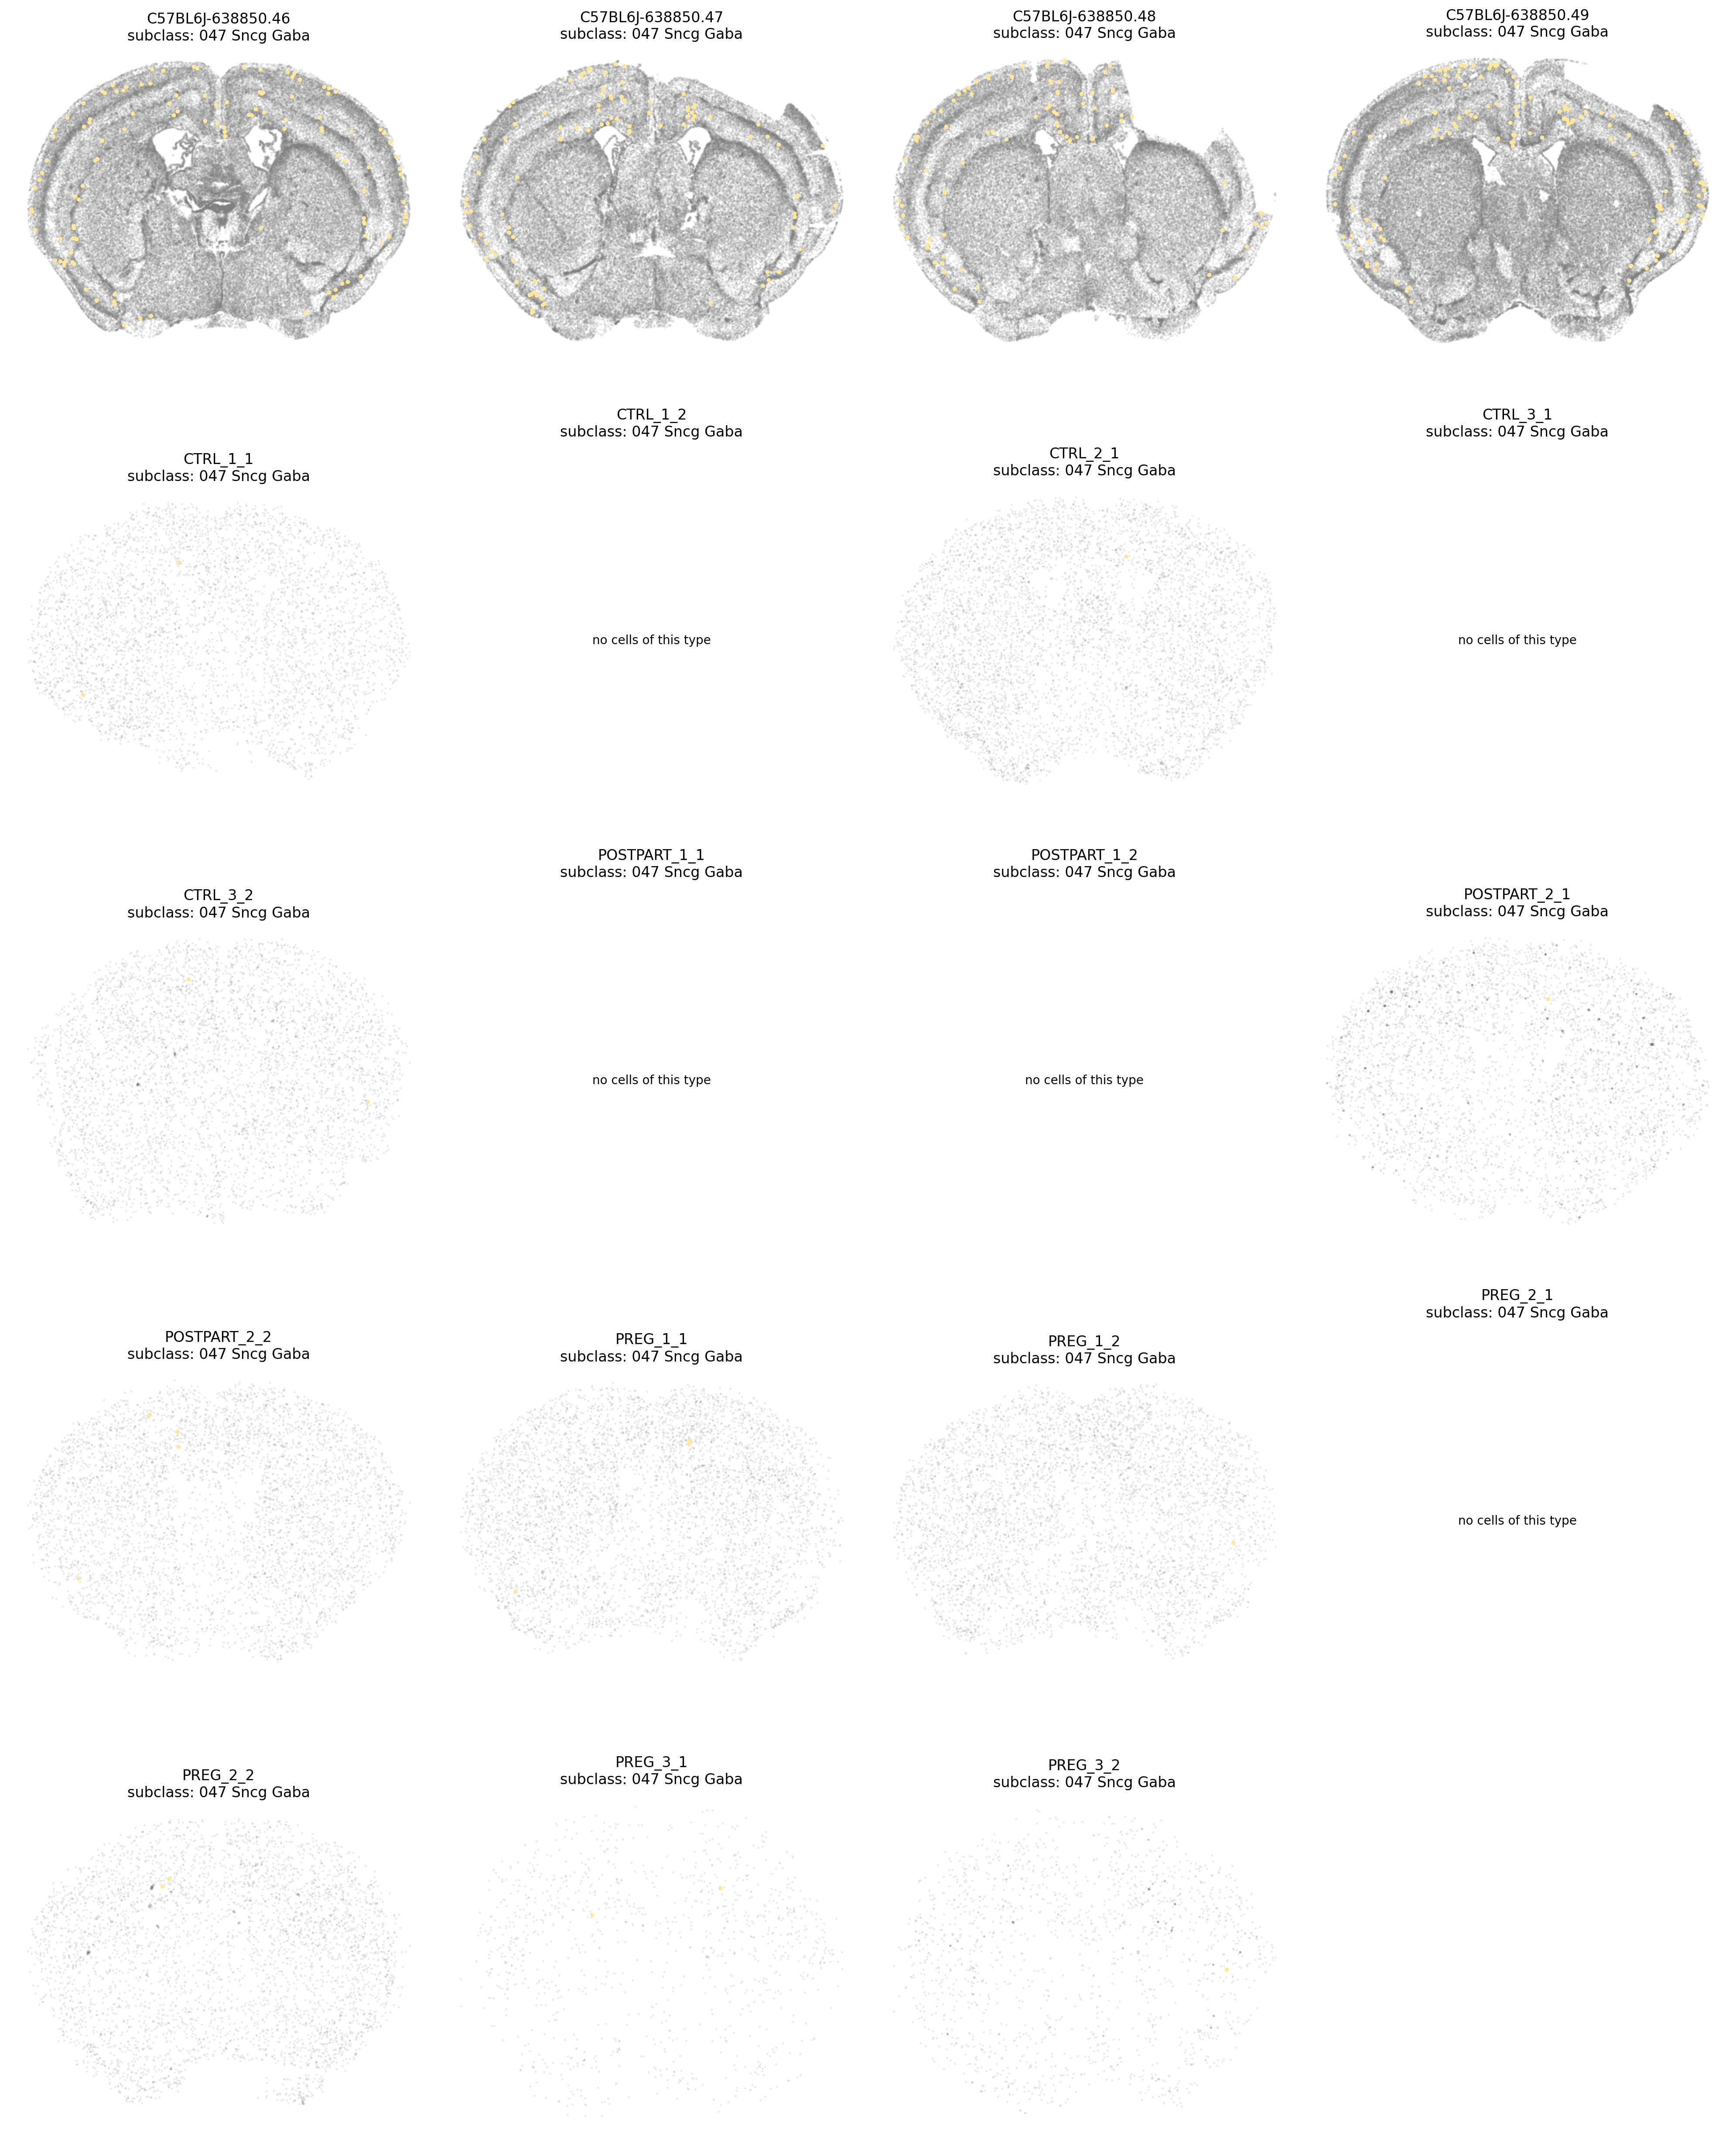 C57BL6J-638850.46
subclass: 047 Sncg Gaba
C57BL6J-638850.47
subclass: 047 Sncg Gaba
C57BL6J-638850.48
subclass: 047 Sncg Gaba
C57BL6J-638850.49
subclass: 047 Sncg Gaba
CTRL_1_1
subclass: 047 Sncg Gaba
CTRL_1_2
subclass: 047 Sncg Gaba
no cells of this type
CTRL_2_1
subclass: 047 Sncg Gaba
CTRL_3_1
subclass: 047 Sncg Gaba
no cells of this type
CTRL_3_2
subclass: 047 Sncg Gaba
POSTPART_1_1
subclass: 047 Sncg Gaba
no cells of this type
POSTPART_1_2
subclass: 047 Sncg Gaba
no cells of this type
POSTPART_2_1
subclass: 047 Sncg Gaba
POSTPART_2_2
subclass: 047 Sncg Gaba
PREG_1_1
subclass: 047 Sncg Gaba
PREG_1_2
subclass: 047 Sncg Gaba
PREG_2_1
subclass: 047 Sncg Gaba
no cells of this type
PREG_2_2
subclass: 047 Sncg Gaba
PREG_3_1
subclass: 047 Sncg Gaba
PREG_3_2
subclass: 047 Sncg Gaba